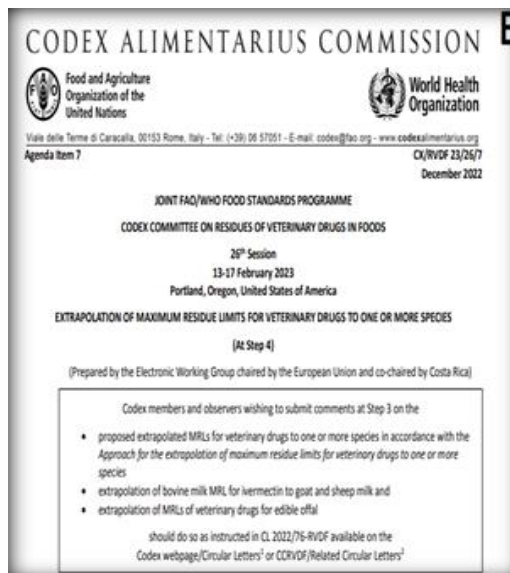 CODEX ALIMENTARIUS COMMISSION E
Food and Agriculture
Organization of the
United Nations
World Health
Organization
Viale delle Terme di Caracalla, 00153 Rome, Italy - Tel: (+39) 06 57051 - E-mail: codex@fao.org - www.codexalimentarius.org
Agenda Item 7 CX/RVDF 23/26/7
December 2022
JOINT FAO/WHO FOOD STANDARDS PROGRAMME
CODEX COMMITTEE ON RESIDUES OF VETERINARY DRUGS IN FOODS
26th Session
13-17 February 2023
Portland, Oregon, United States of America
EXTRAPOLATION OF MAXIMUM RESIDUE LIMITS FOR VETERINARY DRUGS TO ONE OR MORE SPECIES
(At Step 4)
(Prepared by the Electronic Working Group chaired by the European Union and co-chaired by Costa Rica)
Codex members and observers wishing to submit comments at Step 3 on the
• proposed extrapolated MRLs for veterinary drugs to one or more species in accordance with the
Approach for the extrapolation of maximum residue limits for veterinary drugs to one or more
species
• extrapolation of bovine milk MRL for ivermectin to goat and sheep milk and
• extrapolation of MRLs of veterinary drugs for edible offal
should do so as instructed in CL 2022/76-RVDF available on the
Codex webpage/Circular Letters1 or CCRVDF/Related Circular Letters2